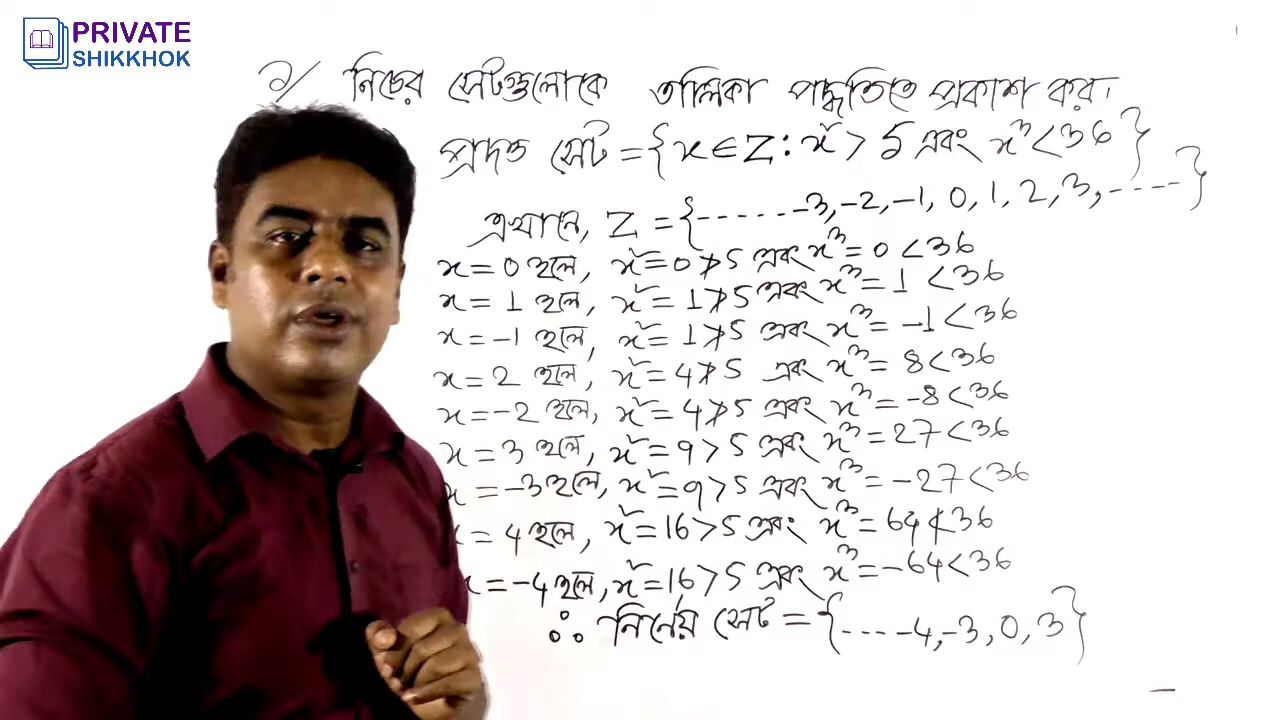 PRIVATE
SHIKKHOK
১/ নিচের সেটগুলোকে তালিকা পদ্ধতিতে প্রকাশ কর।
প্রদত্ত সেট = {x ∈ Z : x² > 5 এবং x³ < 36}
এখানে, Z = {......-3, -2, -1, 0, 1, 2, 3, ......}
x = 0 হলে, x² = 0 ≯ 5 এবং x³ = 0 < 36
x = 1 হলে, x² = 1 ≯ 5 এবং x³ = 1 < 36
x = -1 হলে, x² = 1 ≯ 5 এবং x³ = -1 < 36
x = 2 হলে, x² = 4 ≯ 5 এবং x³ = 8 < 36
x = -2 হলে, x² = 4 ≯ 5 এবং x³ = -8 < 36
x = 3 হলে, x² = 9 > 5 এবং x³ = 27 < 36
x = -3 হলে, x² = 9 > 5 এবং x³ = -27 < 36
x = 4 হলে, x² = 16 > 5 এবং x³ = 64 ≮ 36
x = -4 হলে, x² = 16 > 5 এবং x³ = -64 < 36
∴ নির্ণেয় সেট = {.... -4, -3, 0, 3}